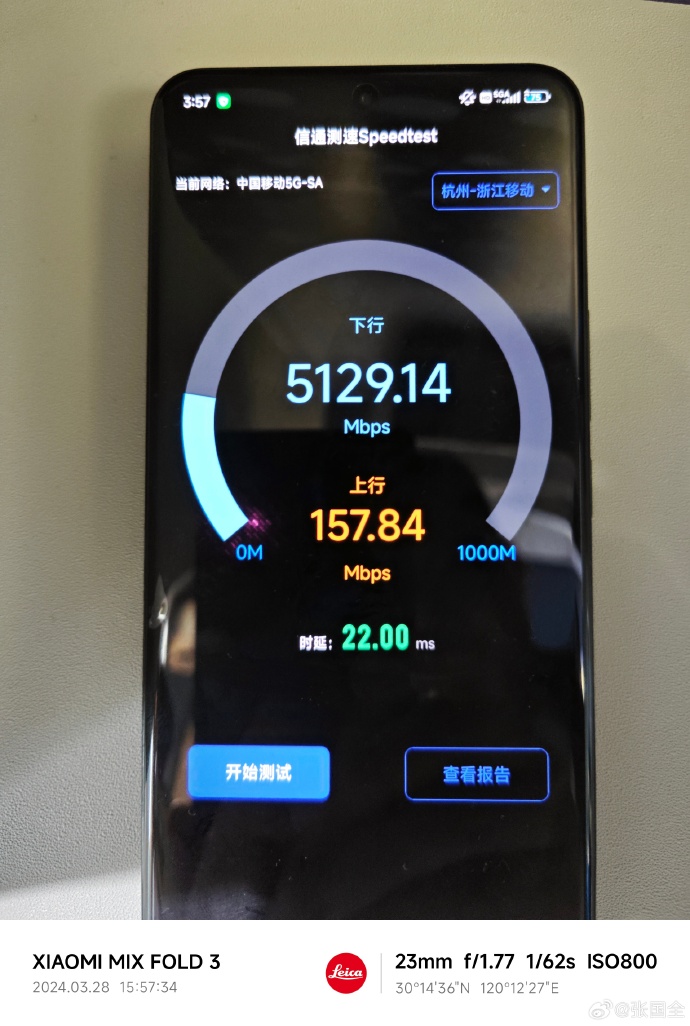 3:57
5GA
75
信通测速Speedtest
当前网络：中国移动5G-SA
杭州-浙江移动
下行
5129.14
Mbps
上行
157.84
Mbps
0M
1000M
时延：22.00 ms
开始测试
查看报告
XIAOMI MIX FOLD 3
2024.03.28 15:57:34
Leica
23mm f/1.77 1/62s ISO800
30°14'36"N 120°12'27"E
@张国全